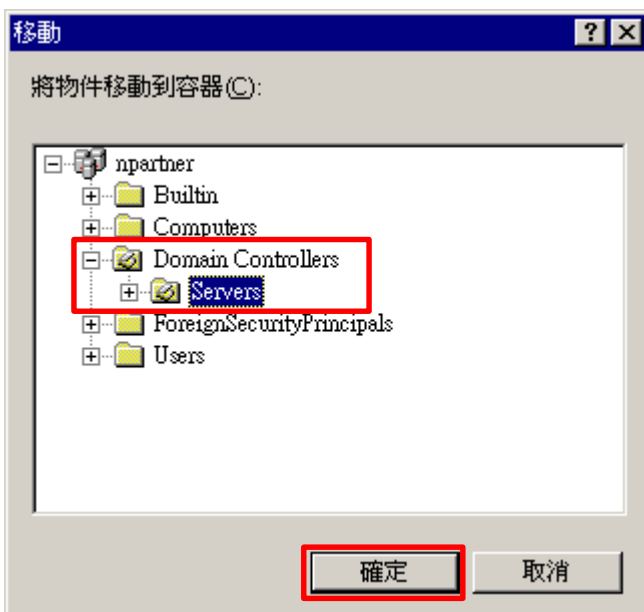 移動
將物件移動到容器(C):
npartner
Builtin
Computers
Domain Controllers
Servers
ForeignSecurityPrincipals
Users
確定
取消